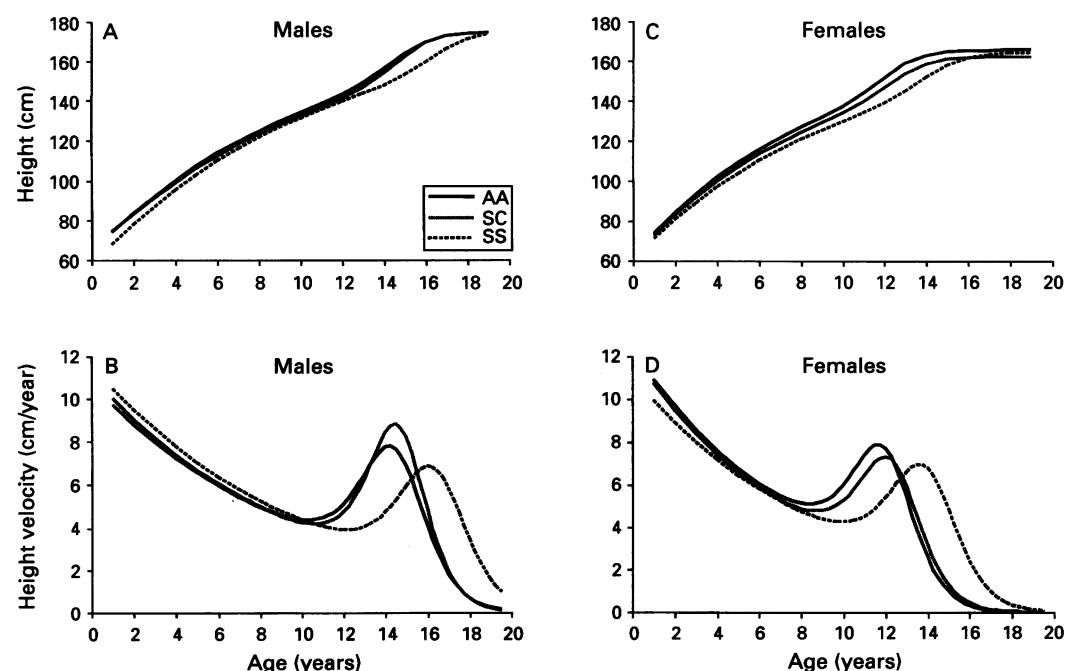 A Males
180
160
140
120
100
80
60
Height (cm)
0 2 4 6 8 10 12 14 16 18 20
AA
SC
SS
C Females
180
160
140
120
100
80
60
0 2 4 6 8 10 12 14 16 18 20
B Males
12
10
8
6
4
2
0
Height velocity (cm/year)
0 2 4 6 8 10 12 14 16 18 20
Age (years)
D Females
12
10
8
6
4
2
0
0 2 4 6 8 10 12 14 16 18 20
Age (years)